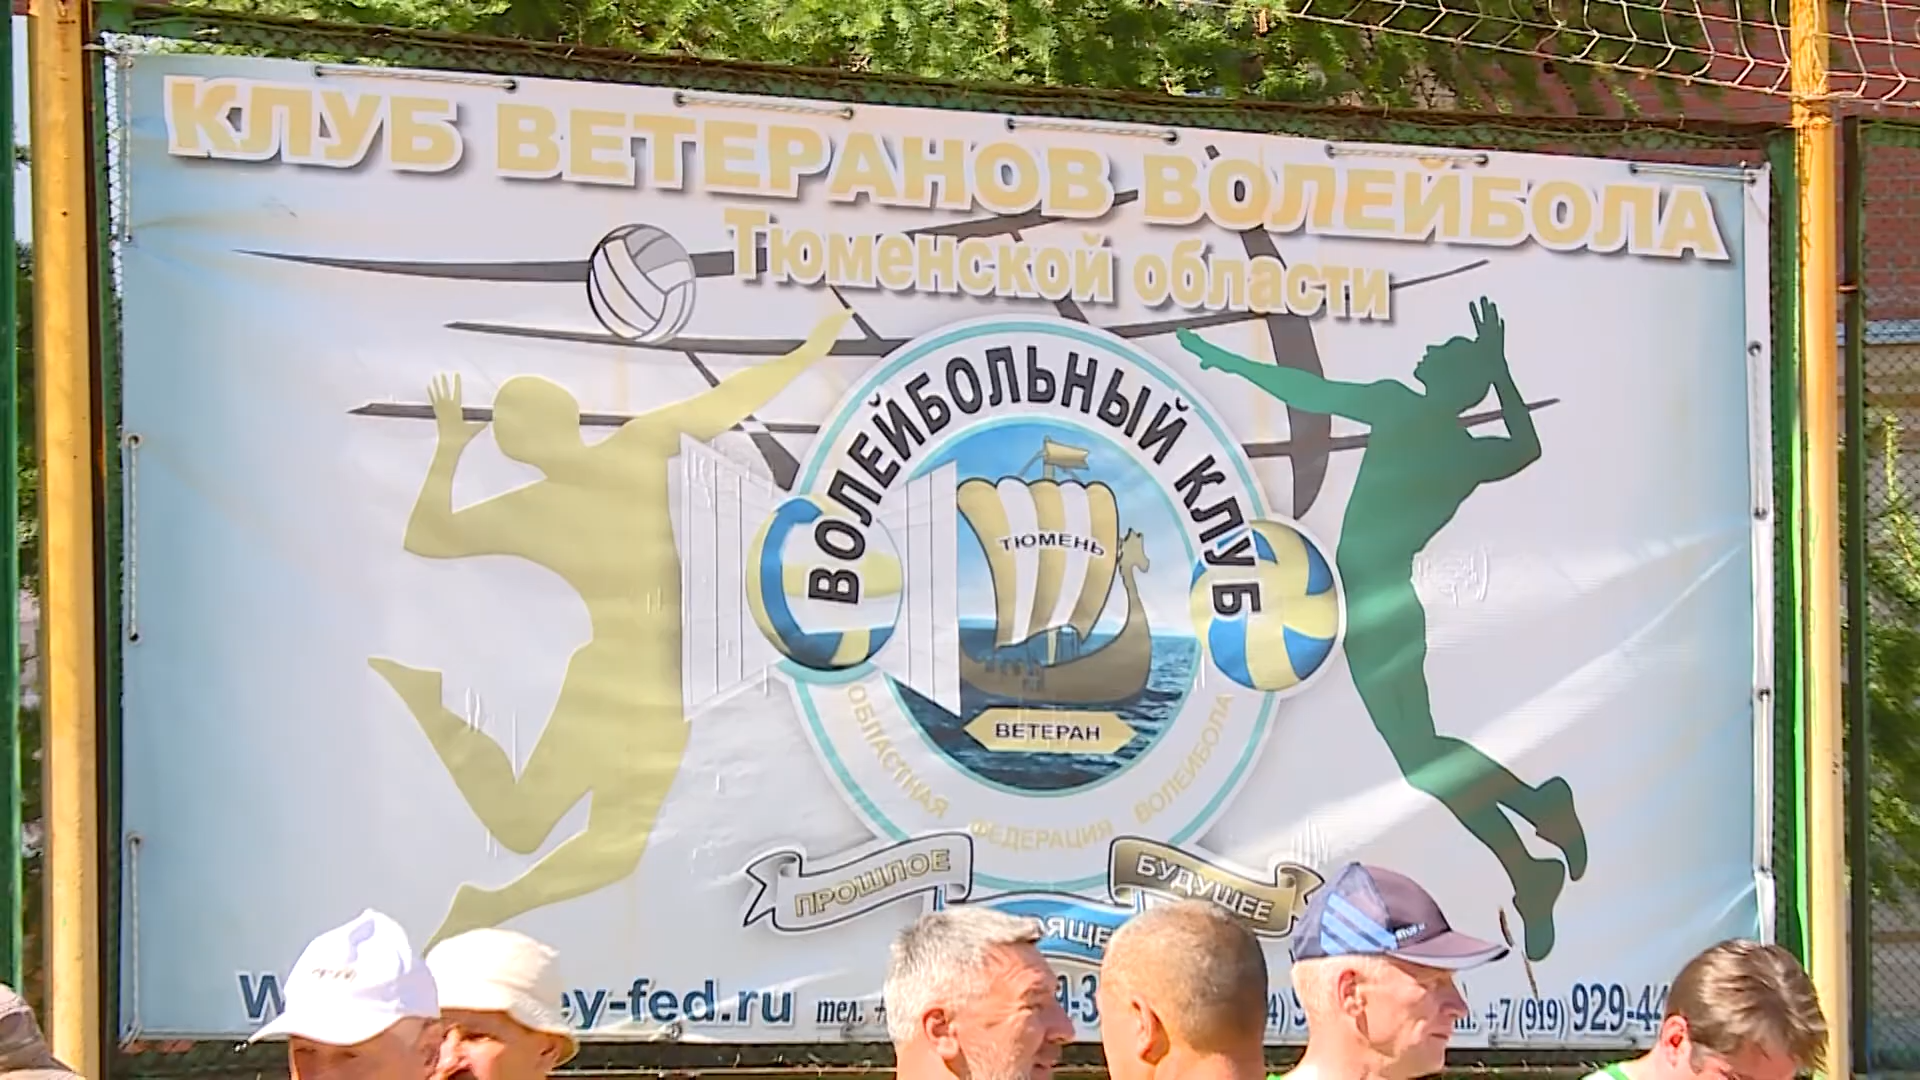 КЛУБ ВЕТЕРАНОВ ВОЛЕЙБОЛА
Тюменской области
ВОЛЕЙБОЛЬНЫЙ КЛУБ
ТЮМЕНЬ
ВЕТЕРАН
ОБЛАСТНАЯ ФЕДЕРАЦИЯ ВОЛЕЙБОЛА
ПРОШЛОЕ
БУДУЩЕЕ
ey-fed.ru тел. +7 (919) 929-44